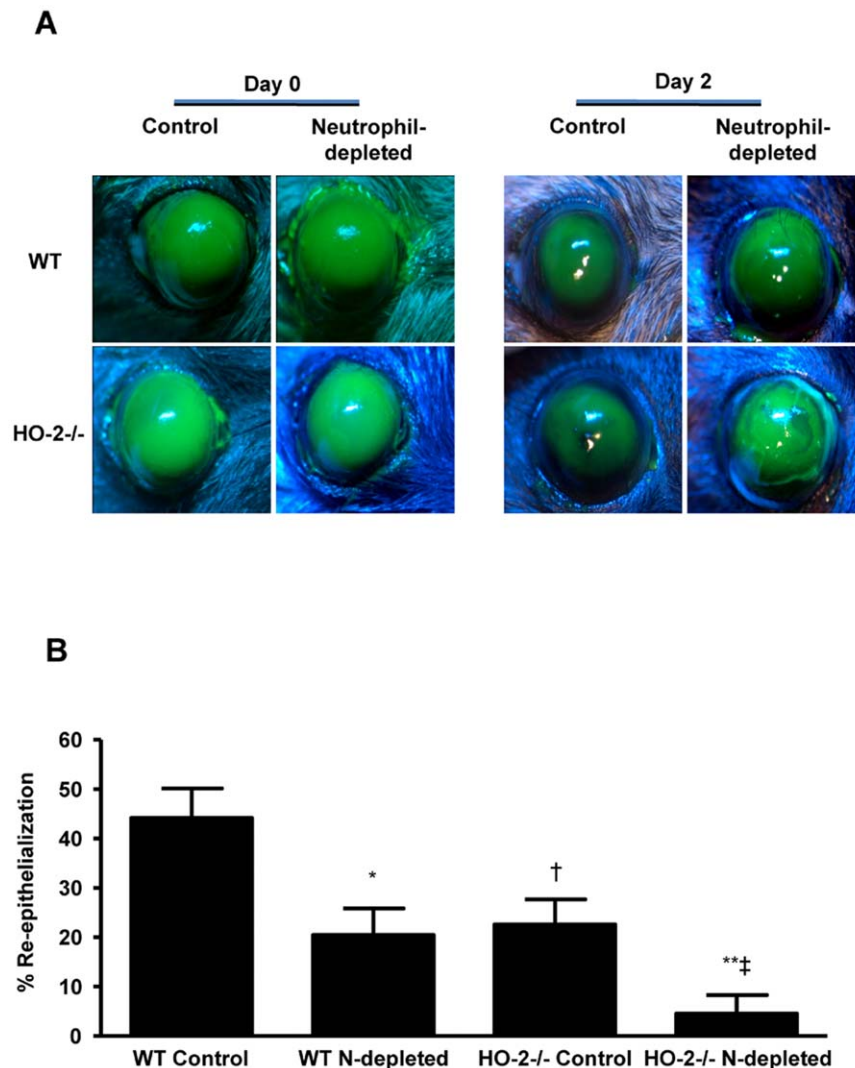 A
Day 0
Day 2
Control
Neutrophil-
depleted
Control
Neutrophil-
depleted
WT
HO-2-/-
B
% Re-epithelialization
60
50
40
30
20
10
0
*
†
**‡
WT Control
WT N-depleted
HO-2-/- Control
HO-2-/- N-depleted